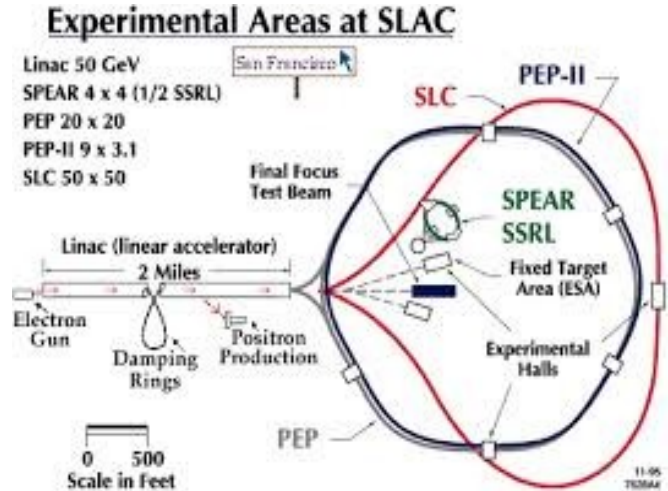 Experimental Areas at SLAC
Linac 50 GeV
SPEAR 4 x 4 (1/2 SSRL)
PEP 20 x 20
PEP-II 9 x 3.1
SLC 50 x 50
San Francisco
SLC
PEP-II
Final Focus
Test Beam
SPEAR
SSRL
Linac (linear accelerator)
2 Miles
Fixed Target
Area (ESA)
Electron
Gun
Damping
Rings
Positron
Production
Experimental
Halls
PEP
0 500
Scale in Feet
11-95